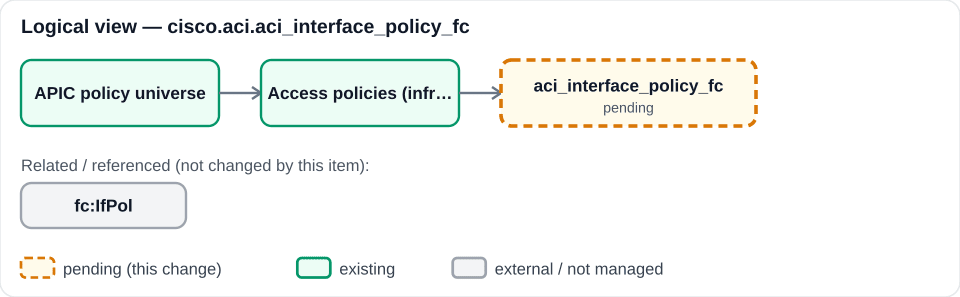 Logical view — cisco.aci.aci_interface_policy_fc
APIC policy universe
Access policies (infr...
aci_interface_policy_fc
pending
Related / referenced (not changed by this item):
fc:IfPol
pending (this change)
existing
external / not managed